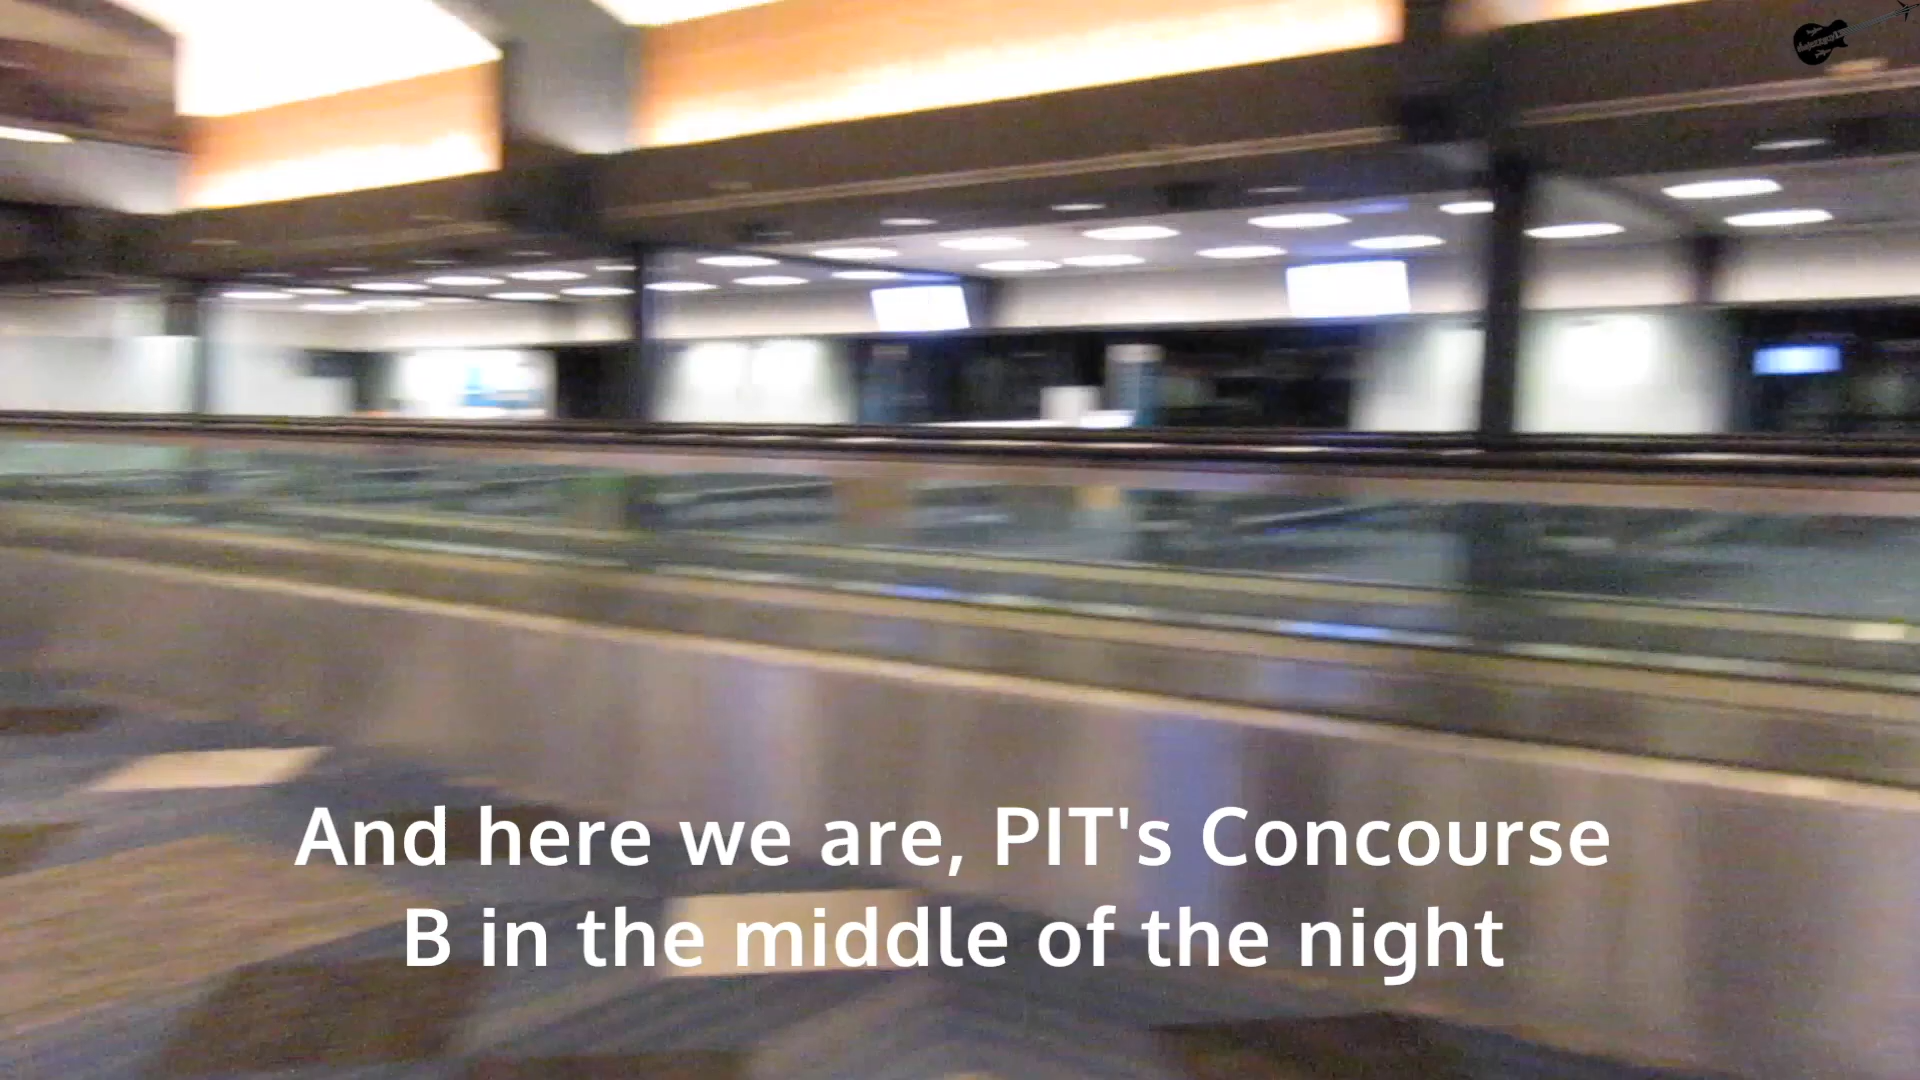 And here we are, PIT's Concourse
B in the middle of the night